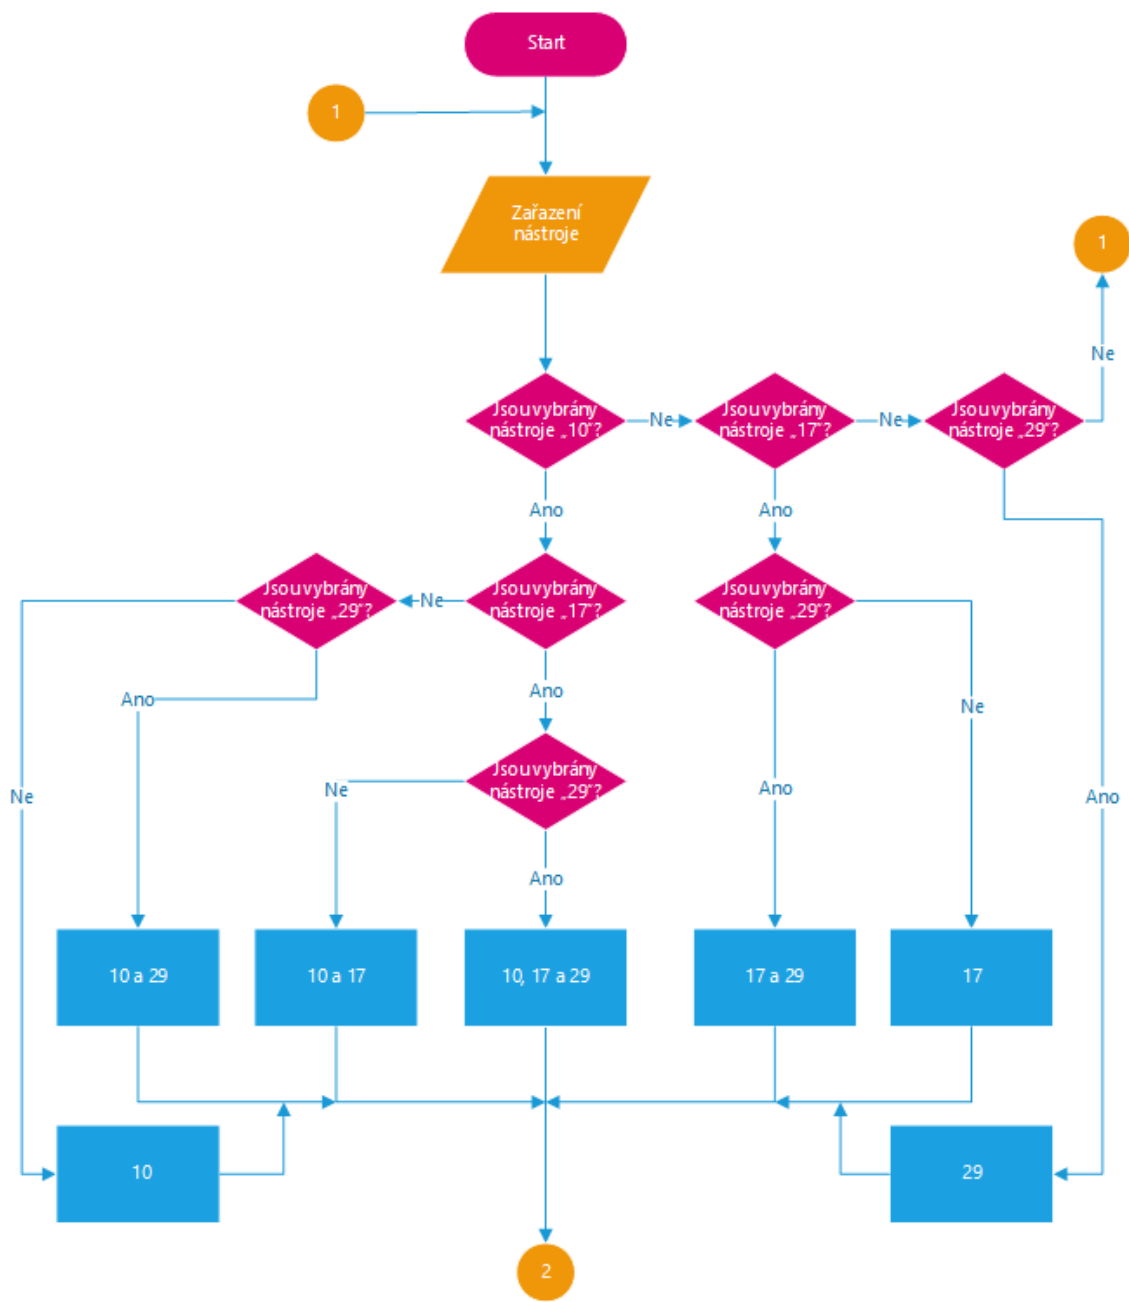 Start
1
Zařazení
nástroje
1
Ne
Jsou vybrány
nástroje „10“?
Ne
Jsou vybrány
nástroje „17“?
Ne
Jsou vybrány
nástroje „29“?
Ano
Ano
Jsou vybrány
nástroje „29“?
Ne
Jsou vybrány
nástroje „17“?
Jsou vybrány
nástroje „29“?
Ano
Ano
Ne
Jsou vybrány
nástroje „29“?
Ne
Ne
Ano
Ano
Ano
10 a 29
10 a 17
10, 17 a 29
17 a 29
17
10
29
2